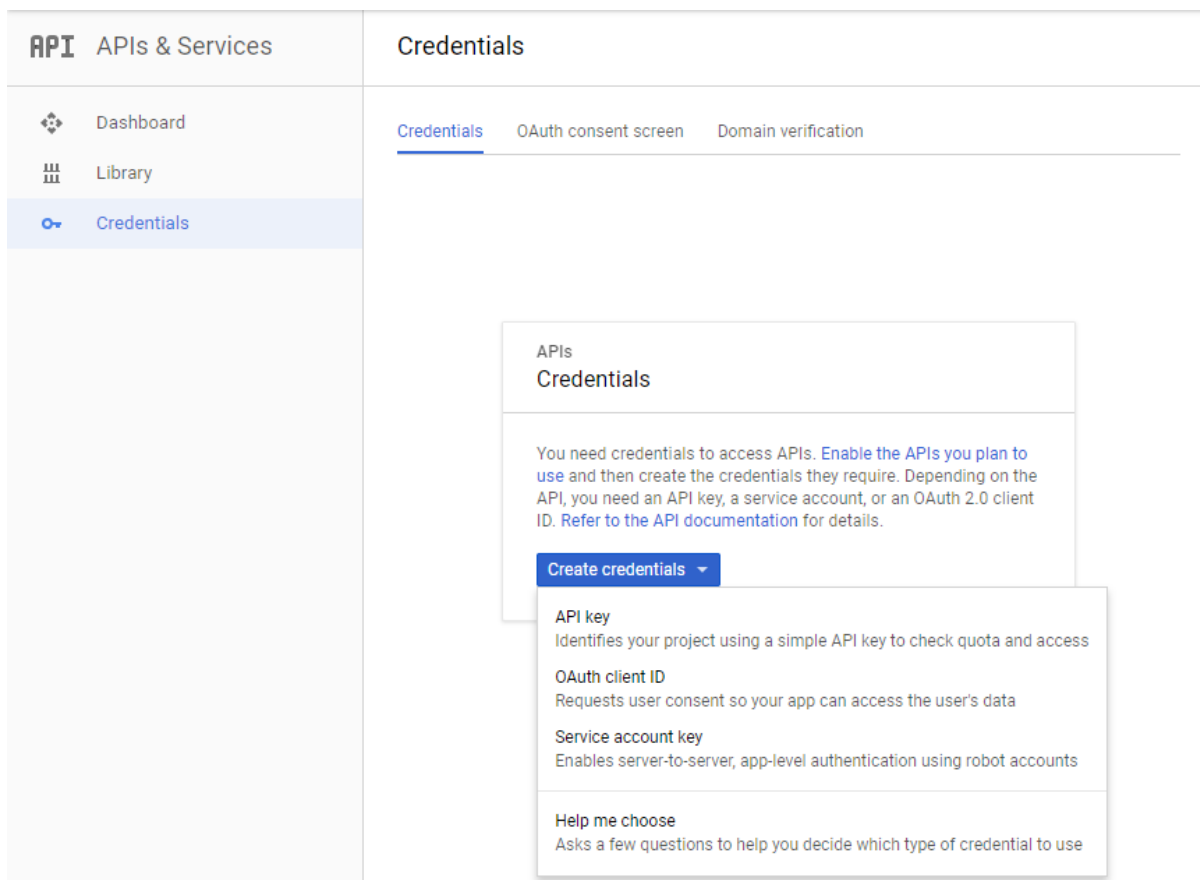 API APIs & Services
Credentials
Dashboard
Library
Credentials
Credentials OAuth consent screen Domain verification
APIs
Credentials
You need credentials to access APIs. Enable the APIs you plan to
use and then create the credentials they require. Depending on the
API, you need an API key, a service account, or an OAuth 2.0 client
ID. Refer to the API documentation for details.
Create credentials
API key
Identifies your project using a simple API key to check quota and access
OAuth client ID
Requests user consent so your app can access the user's data
Service account key
Enables server-to-server, app-level authentication using robot accounts
Help me choose
Asks a few questions to help you decide which type of credential to use